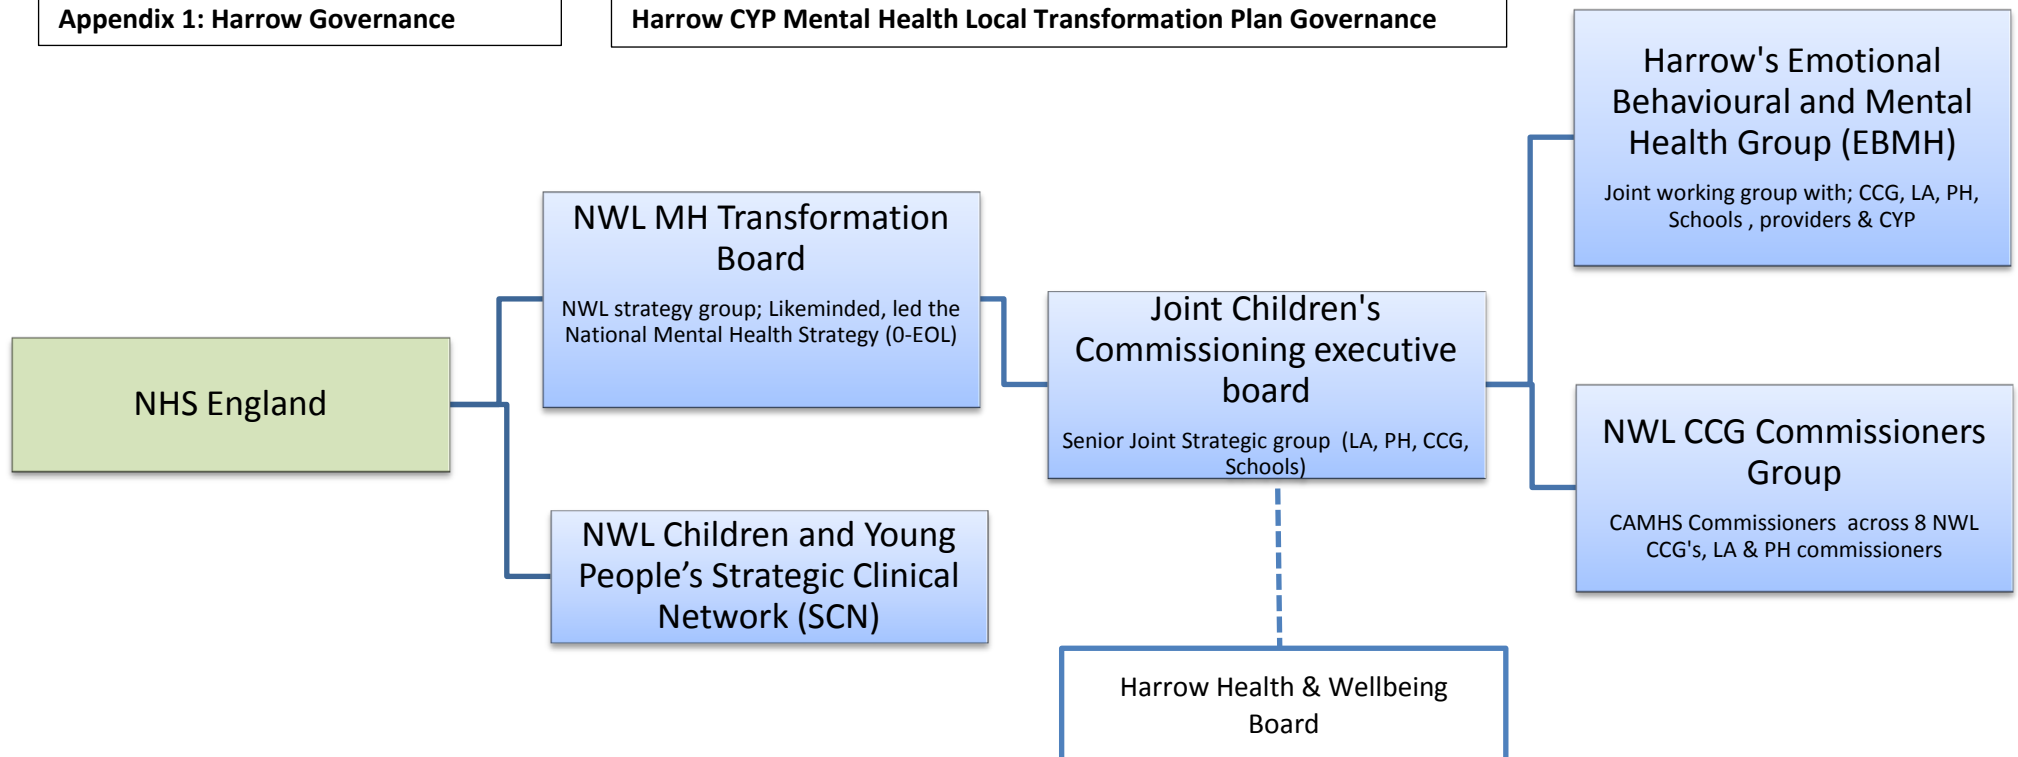 Appendix 1: Harrow Governance
Harrow CYP Mental Health Local Transformation Plan Governance
NHS England
NWL MH Transformation
Board
NWL strategy group; Likeminded, led the
National Mental Health Strategy (0-EOL)
NWL Children and Young
People’s Strategic Clinical
Network (SCN)
Joint Children's
Commissioning executive
board
Senior Joint Strategic group  (LA, PH, CCG,
Schools)
Harrow Health & Wellbeing
Board
Harrow's Emotional
Behavioural and Mental
Health Group (EBMH)
Joint working group with; CCG, LA, PH,
Schools , providers & CYP
NWL CCG Commissioners
Group
CAMHS Commissioners  across 8 NWL
CCG's, LA & PH commissioners